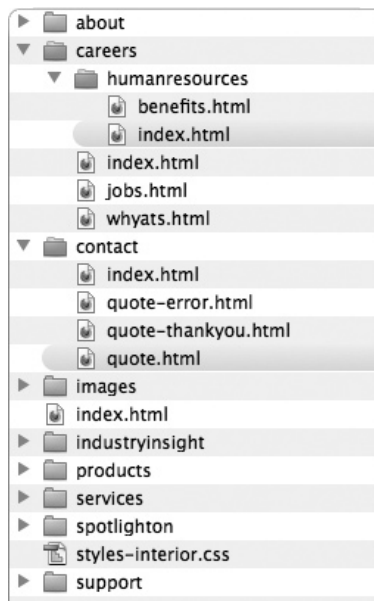 about
careers
humanresources
benefits.html
index.html
index.html
jobs.html
whyats.html
contact
index.html
quote-error.html
quote-thankyou.html
quote.html
images
index.html
industryinsight
products
services
spotlighton
styles-interior.css
support